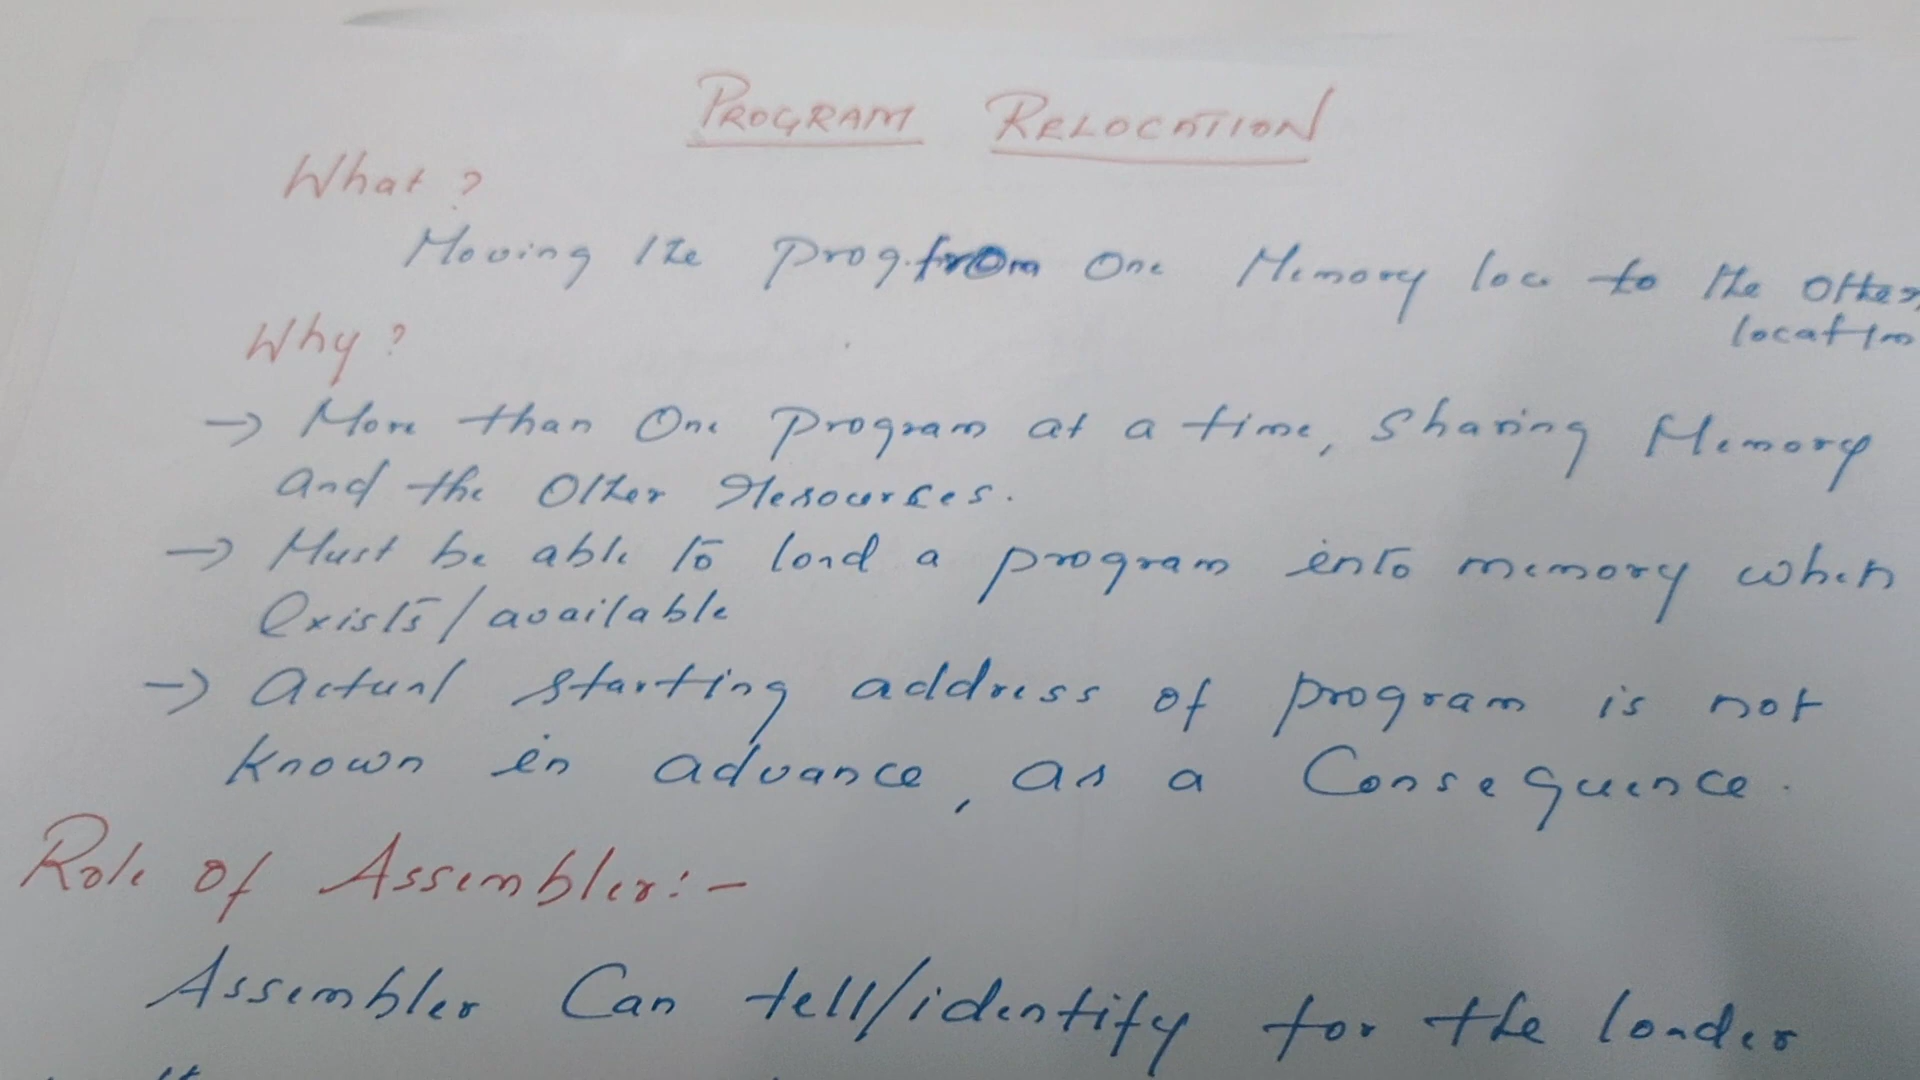 PROGRAM RELOCATION
What?
Moving the prog. from One Memory loc to the Other
location
Why?
→ More than One program at a time, sharing Memory
and the Other resources.
→ Must be able to load a program into memory when
exists/available
→ Actual starting address of program is not
known in advance, as a Consequence.
Role of Assembler:-
Assembler Can tell/identify for the loader